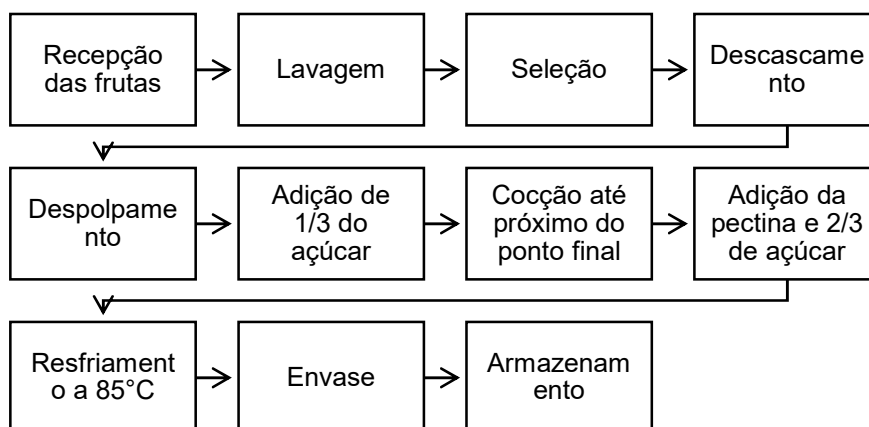 Recepção
das frutas
Lavagem
Seleção
Descascame
nto
Despolpame
nto
Adição de
1/3 do
açúcar
Cocção até
próximo do
ponto final
Adição da
pectina e 2/3
de açúcar
Resfriament
o a 85°C
Envase
Armazenam
ento